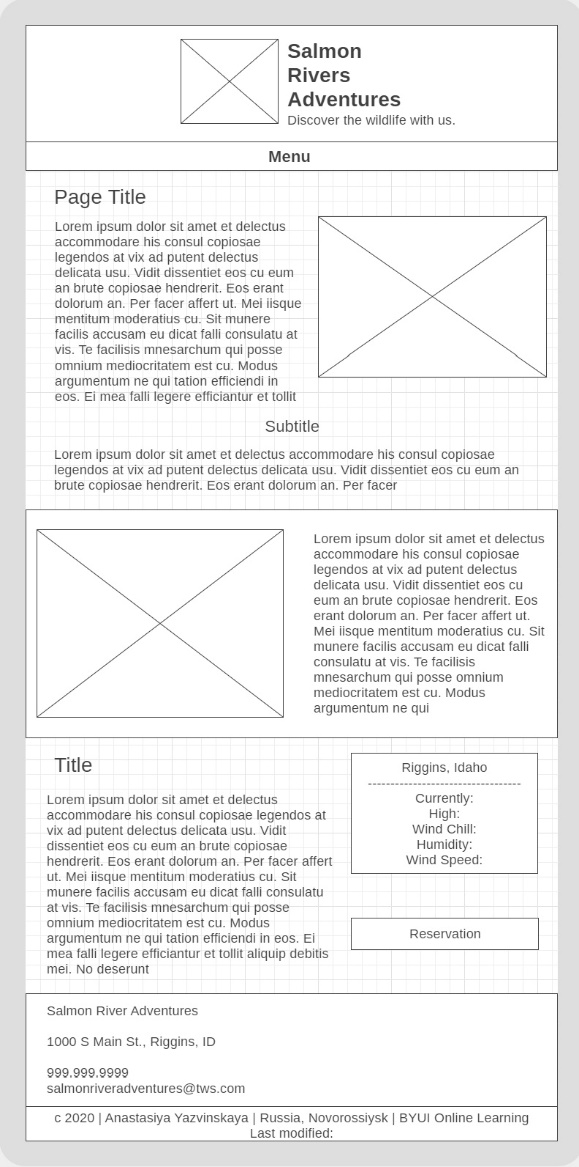 Salmon
Rivers
Adventures
Discover the wildlife with us.
Menu
Page Title
Lorem ipsum dolor sit amet et delectus
accommodare his consul copiosae
legendos at vix ad putent delectus
delicata usu. Vidit dissentiet eos cu eum
an brute copiosae hendrerit. Eos erant
dolorum an. Per facer affert ut. Mei iisque
mentitum moderatius cu. Sit munere
facilis accusam eu dicat falli consulatu at
vis. Te facilisis mnesarchum qui posse
omnium mediocritatem est cu. Modus
argumentum ne qui tation efficiendi in
eos. Ei mea falli legere efficiantur et tollit
Subtitle
Lorem ipsum dolor sit amet et delectus accommodare his consul copiosae
legendos at vix ad putent delectus delicata usu. Vidit dissentiet eos cu eum an
brute copiosae hendrerit. Eos erant dolorum an. Per facer
Lorem ipsum dolor sit amet et delectus
accommodare his consul copiosae
legendos at vix ad putent delectus
delicata usu. Vidit dissentiet eos cu
eum an brute copiosae hendrerit. Eos
erant dolorum an. Per facer affert ut.
Mei iisque mentitum moderatius cu. Sit
munere facilis accusam eu dicat falli
consulatu at vis. Te facilisis
mnesarchum qui posse omnium
mediocritatem est cu. Modus
argumentum ne qui
Title
Lorem ipsum dolor sit amet et delectus
accommodare his consul copiosae legendos at
vix ad putent delectus delicata usu. Vidit
dissentiet eos cu eum an brute copiosae
hendrerit. Eos erant dolorum an. Per facer affert
ut. Mei iisque mentitum moderatius cu. Sit
munere facilis accusam eu dicat falli consulatu
at vis. Te facilisis mnesarchum qui posse
omnium mediocritatem est cu. Modus
argumentum ne qui tation efficiendi in eos. Ei
mea falli legere efficiantur et tollit aliquip debitis
mei. No deserunt
Riggins, Idaho
----------------------------------
Currently:
High:
Wind Chill:
Humidity:
Wind Speed:
Reservation
Salmon River Adventures
1000 S Main St., Riggins, ID
999.999.9999
salmonriveradventures@tws.com
c 2020 | Anastasiya Yazvinskaya | Russia, Novorossiysk | BYUI Online Learning
Last modified: